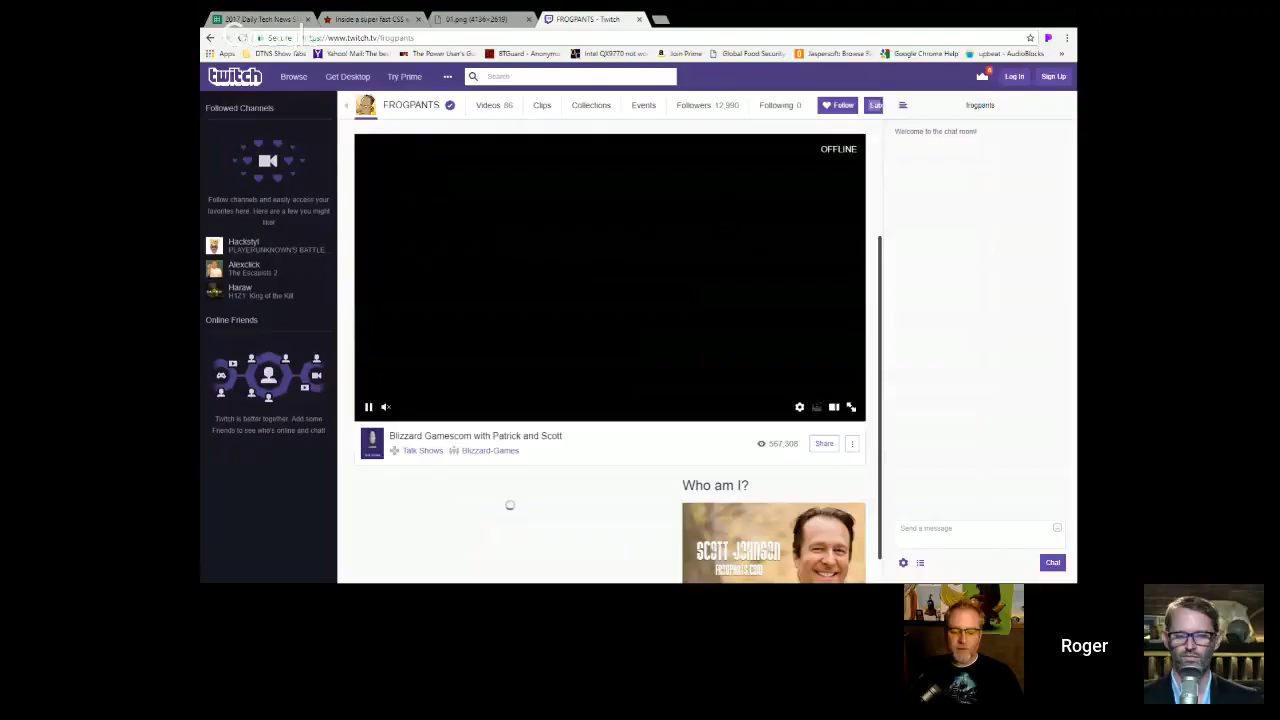 2017 Daily Tech News S
Inside a super fast CSS e
01.png (4136×2619)
FROGPANTS - Twitch
Secure
https://www.twitch.tv/frogpants
Apps
DTNS Show Tabs
Yahoo! Mail: The be
The Power User's Gu
8TGuard - Anonymou
Intel QX9770 not wo
Join Prime
Global Food Security
Jaspersoft: Browse Fi
Google Chrome Help
upbeat - AudioBlocks
»
twitch
Browse
Get Desktop
Try Prime
Search
Log In
Sign Up
Followed Channels
Follow channels and easily access your
favorites here. Here are a few you might
like!
Hackstyl
PLAYERUNKNOWN'S BATTLE...
Alexclick
The Escapists 2
Haraw
H1Z1: King of the Kill
Online Friends
Twitch is better together. Add some
Friends to see who's online and chat!
FROGPANTS
Videos 86
Clips
Collections
Events
Followers 12,990
Following 0
Follow
OFFLINE
Blizzard Gamescom with Patrick and Scott
Talk Shows
Blizzard-Games
567,308
Share
Who am I?
SCOTT JOHNSON
FROGPANTS.COM
frogpants
Welcome to the chat room!
Send a message
Chat
Roger